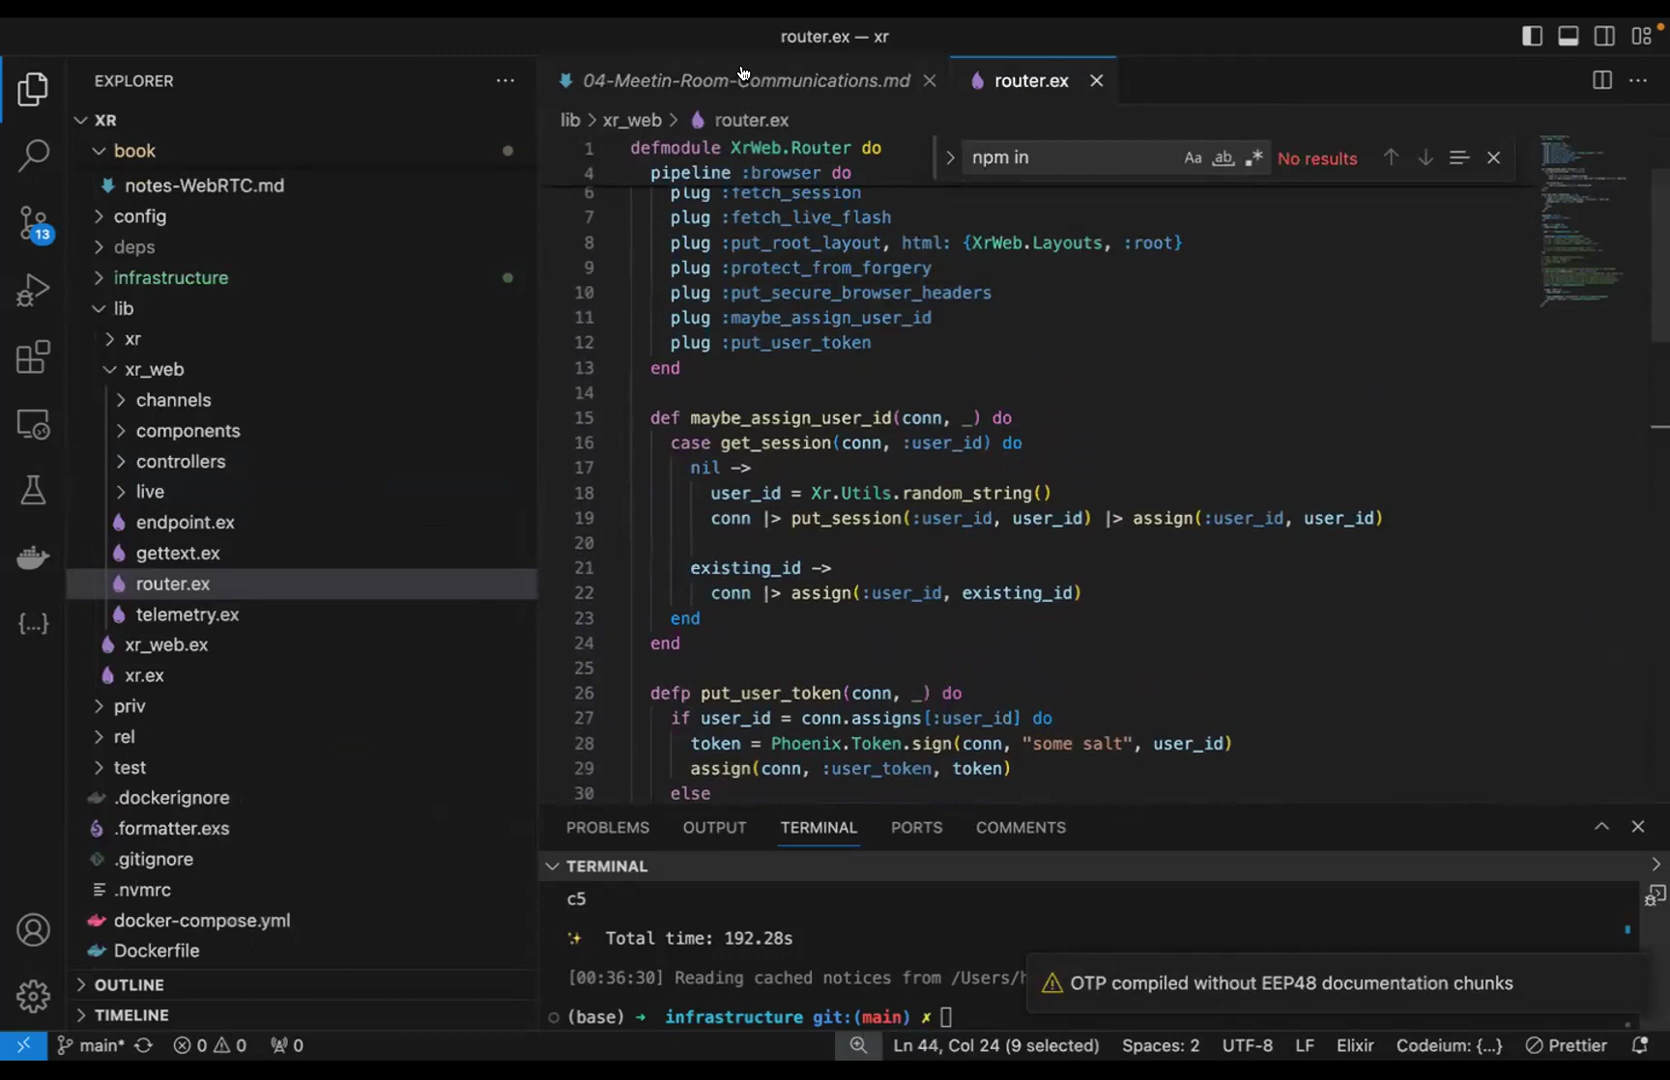 router.ex — xr
EXPLORER
XR
book
notes-WebRTC.md
config
deps
infrastructure
lib
xr
xr_web
channels
components
controllers
live
endpoint.ex
gettext.ex
router.ex
telemetry.ex
xr_web.ex
xr.ex
priv
rel
test
.dockerignore
.formatter.exs
.gitignore
.nvmrc
docker-compose.yml
Dockerfile
OUTLINE
TIMELINE
13
04-Meetin-Room-Communications.md
router.ex
lib > xr_web > router.ex
npm in
Aa ab .* No results
1 defmodule XrWeb.Router do
4 pipeline :browser do
6 plug :fetch_session
7 plug :fetch_live_flash
8 plug :put_root_layout, html: {XrWeb.Layouts, :root}
9 plug :protect_from_forgery
10 plug :put_secure_browser_headers
11 plug :maybe_assign_user_id
12 plug :put_user_token
13 end
14
15 def maybe_assign_user_id(conn, _) do
16 case get_session(conn, :user_id) do
17 nil ->
18 user_id = Xr.Utils.random_string()
19 conn |> put_session(:user_id, user_id) |> assign(:user_id, user_id)
20
21 existing_id ->
22 conn |> assign(:user_id, existing_id)
23 end
24 end
25
26 defp put_user_token(conn, _) do
27 if user_id = conn.assigns[:user_id] do
28 token = Phoenix.Token.sign(conn, "some salt", user_id)
29 assign(conn, :user_token, token)
30 else
PROBLEMS OUTPUT TERMINAL PORTS COMMENTS
TERMINAL
c5
✨ Total time: 192.28s
[00:36:30] Reading cached notices from /Users/h
OTP compiled without EEP48 documentation chunks
(base) → infrastructure git:(main) ✗
main* 0 0 0 Ln 44, Col 24 (9 selected) Spaces: 2 UTF-8 LF Elixir Codeium: {...} Prettier